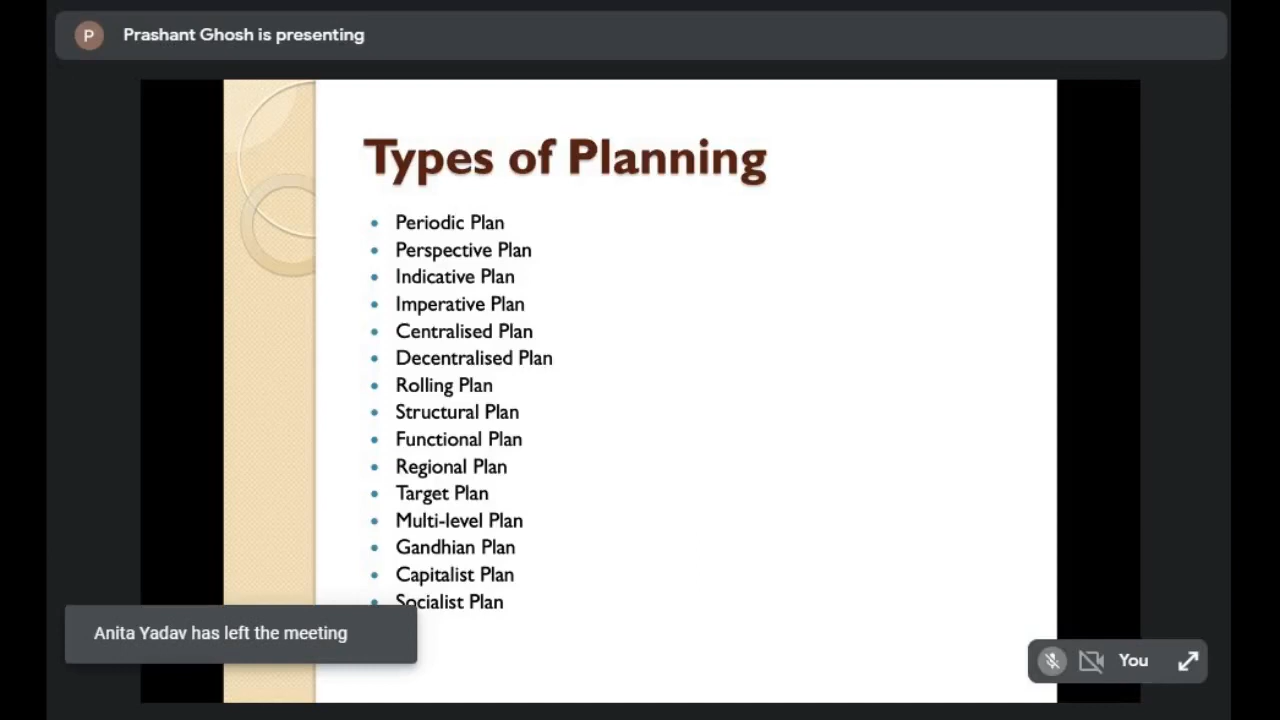 P
Prashant Ghosh is presenting
Types of Planning
• Periodic Plan
• Perspective Plan
• Indicative Plan
• Imperative Plan
• Centralised Plan
• Decentralised Plan
• Rolling Plan
• Structural Plan
• Functional Plan
• Regional Plan
• Target Plan
• Multi-level Plan
• Gandhian Plan
• Capitalist Plan
• Socialist Plan
Anita Yadav has left the meeting
You